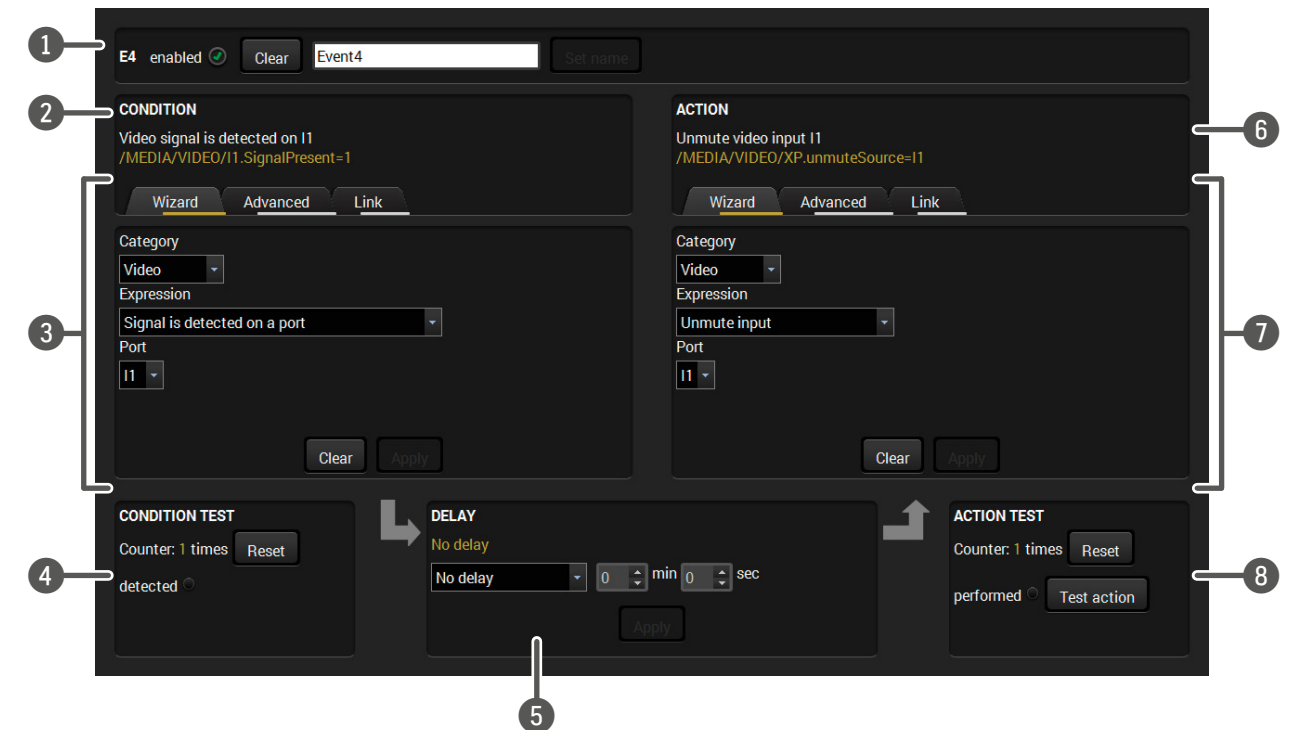 1
E4 enabled Clear Event4 Set name
2
CONDITION
Video signal is detected on I1
/MEDIA/VIDEO/I1.SignalPresent=1
Wizard Advanced Link
3
Category
Video
Expression
Signal is detected on a port
Port
I1
Clear Apply
ACTION
Unmute video input I1
/MEDIA/VIDEO/XP.unmuteSource=I1
6
Wizard Advanced Link
Category
Video
Expression
Unmute input
Port
I1
7
Clear Apply
CONDITION TEST
Counter: 1 times Reset
4
detected
DELAY
No delay
No delay 0 min 0 sec
Apply
5
ACTION TEST
Counter: 1 times Reset
8
performed Test action